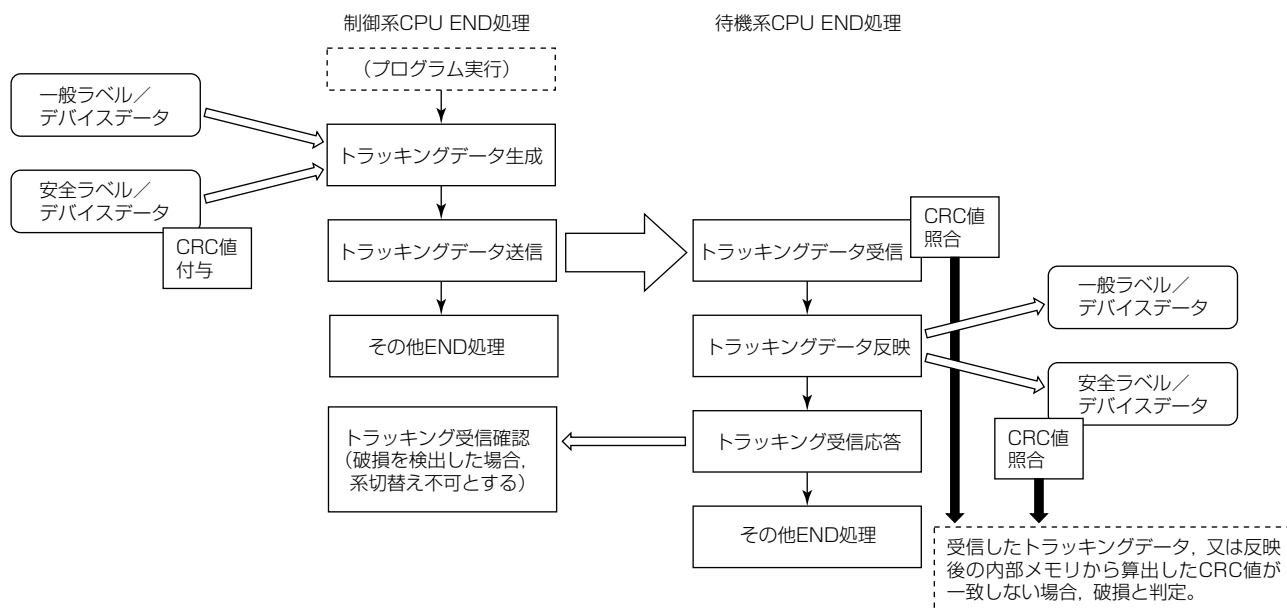 制御系CPU END処理
待機系CPU END処理
（プログラム実行）
一般ラベル／
デバイスデータ
トラッキングデータ生成
安全ラベル／
デバイスデータ
CRC値
付与
トラッキングデータ送信
トラッキングデータ受信
CRC値
照合
一般ラベル／
デバイスデータ
その他END処理
トラッキングデータ反映
安全ラベル／
デバイスデータ
CRC値
照合
トラッキング受信確認
（破損を検出した場合，
系切替え不可とする）
トラッキング受信応答
その他END処理
受信したトラッキングデータ，又は反映
後の内部メモリから算出したCRC値が
一致しない場合，破損と判定。